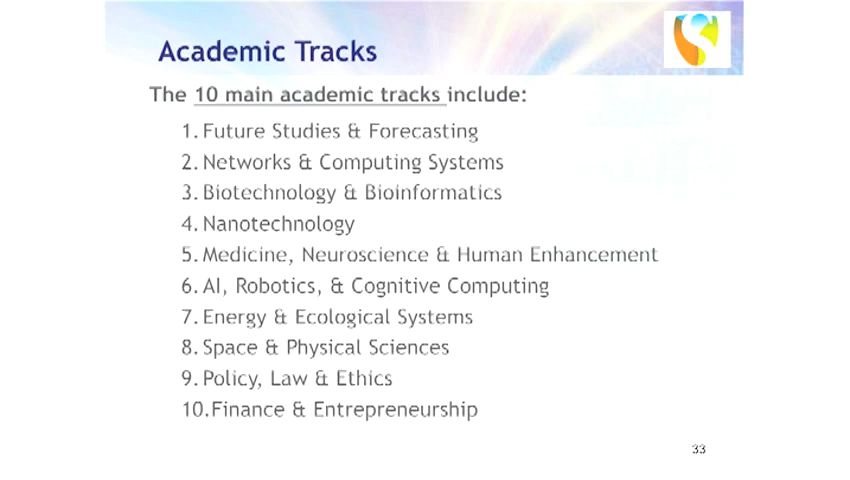 Academic Tracks
The 10 main academic tracks include:
1. Future Studies & Forecasting
2. Networks & Computing Systems
3. Biotechnology & Bioinformatics
4. Nanotechnology
5. Medicine, Neuroscience & Human Enhancement
6. AI, Robotics, & Cognitive Computing
7. Energy & Ecological Systems
8. Space & Physical Sciences
9. Policy, Law & Ethics
10.Finance & Entrepreneurship
33